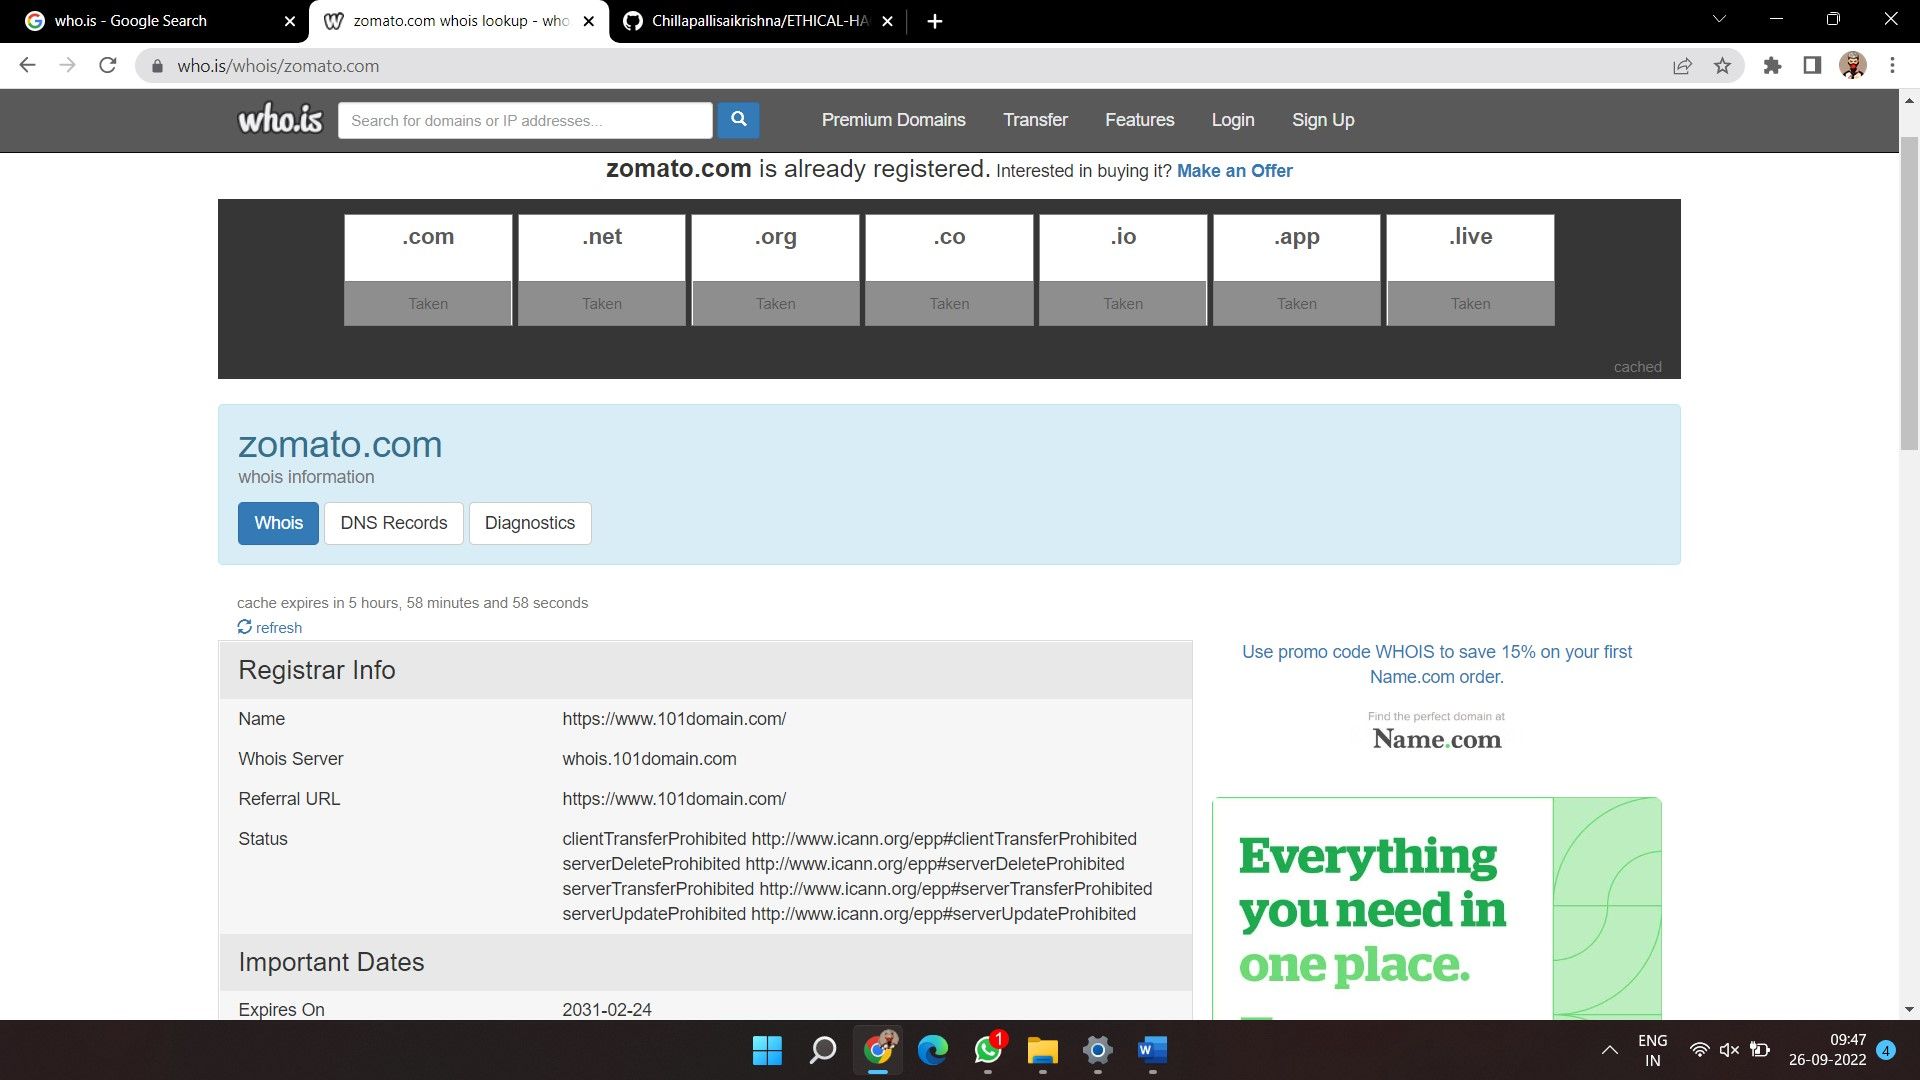 who.is - Google Search
zomato.com whois lookup - who
Chillapallisaikrishna/ETHICAL-HA
who.is/whois/zomato.com
who.is
Search for domains or IP addresses...
Premium Domains
Transfer
Features
Login
Sign Up
zomato.com is already registered. Interested in buying it? Make an Offer
.com
.net
.org
.co
.io
.app
.live
Taken
Taken
Taken
Taken
Taken
Taken
Taken
cached
zomato.com
whois information
Whois
DNS Records
Diagnostics
cache expires in 5 hours, 58 minutes and 58 seconds
refresh
Registrar Info
Name
https://www.101domain.com/
Whois Server
whois.101domain.com
Referral URL
https://www.101domain.com/
Status
clientTransferProhibited http://www.icann.org/epp#clientTransferProhibited
serverDeleteProhibited http://www.icann.org/epp#serverDeleteProhibited
serverTransferProhibited http://www.icann.org/epp#serverTransferProhibited
serverUpdateProhibited http://www.icann.org/epp#serverUpdateProhibited
Important Dates
Expires On
2031-02-24
Use promo code WHOIS to save 15% on your first
Name.com order.
Find the perfect domain at
Name.com
Everything
you need in
one place.
1
W
ENG
IN
09:47
26-09-2022
4